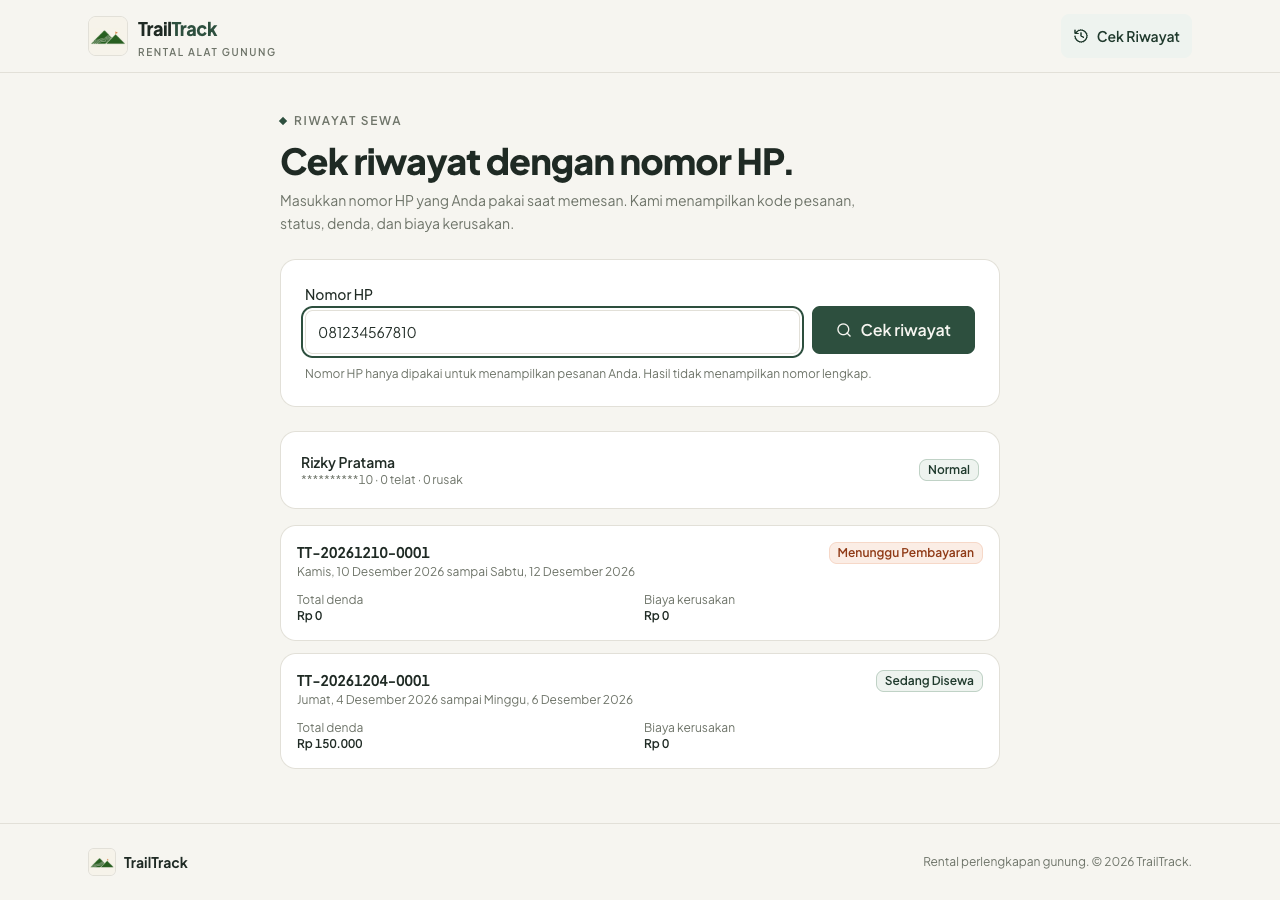 TrailTrack
RENTAL ALAT GUNUNG
Cek Riwayat
RIWAYAT SEWA
Cek riwayat dengan nomor HP.
Masukkan nomor HP yang Anda pakai saat memesan. Kami menampilkan kode pesanan,
status, denda, dan biaya kerusakan.
Nomor HP
081234567810
Cek riwayat
Nomor HP hanya dipakai untuk menampilkan pesanan Anda. Hasil tidak menampilkan nomor lengkap.
Rizky Pratama
**********10 · 0 telat · 0 rusak
Normal
TT-20261210-0001
Menunggu Pembayaran
Kamis, 10 Desember 2026 sampai Sabtu, 12 Desember 2026
Total denda
Rp 0
Biaya kerusakan
Rp 0
TT-20261204-0001
Sedang Disewa
Jumat, 4 Desember 2026 sampai Minggu, 6 Desember 2026
Total denda
Rp 150.000
Biaya kerusakan
Rp 0
TrailTrack
Rental perlengkapan gunung. © 2026 TrailTrack.